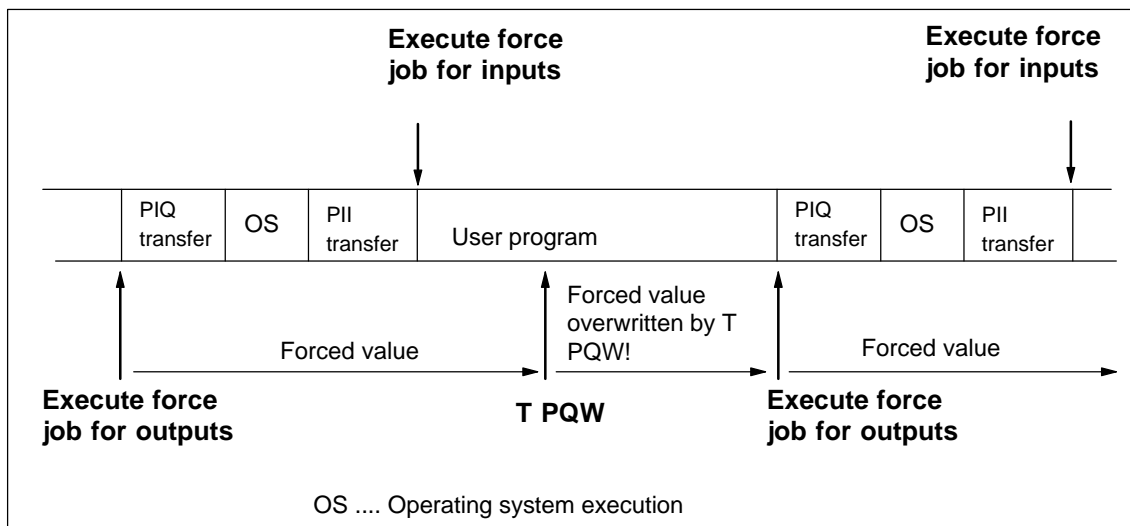 Execute force
job for inputs
Execute force
job for inputs
PIQ
transfer
OS
PII
transfer
User program
PIQ
transfer
OS
PII
transfer
Forced value
Forced value
overwritten by T
PQW!
Forced value
Execute force
job for outputs
T PQW
Execute force
job for outputs
OS .... Operating system execution